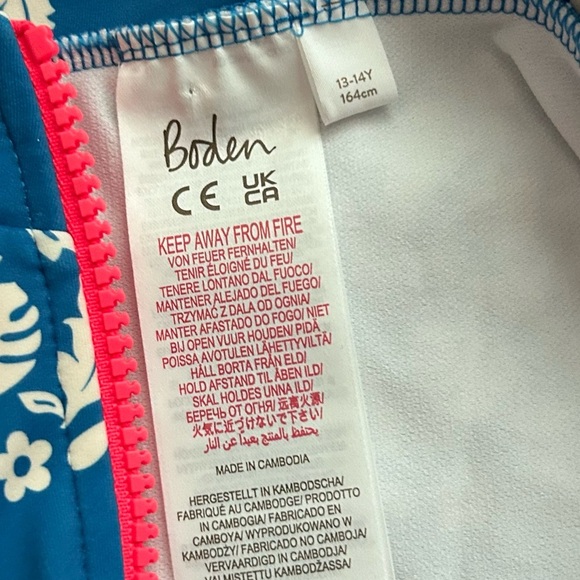 13-14Y
164cm
Boden
CE UK
CA
KEEP AWAY FROM FIRE
VON FEUER FERNHALTEN/
TENIR ÉLOIGNÉ DU FEU/
TENERE LONTANO DAL FUOCO/
MANTENER ALEJADO DEL FUEGO/
TRZYMAĆ Z DALA OD OGNIA/
MANTER AFASTADO DO FOGO/ NIET
BIJ OPEN VUUR HOUDEN/ PIDÄ
POISSA AVOTULEN LÄHETTYVILTÄ/
HÅLL BORTA FRÅN ELD/
HOLD AFSTAND TIL ÅBEN ILD/
SKAL HOLDES UNNA ILD/
БЕРЕЧЬ ОТ ОГНЯ/ 远离火源/
火気に近づけないで下さい/
يحتفظ بالمنتج بعيداً عن النار
MADE IN CAMBODIA
HERGESTELLT IN KAMBODSCHA/
FABRIQUÉ AU CAMBODGE/ PRODOTTO
IN CAMBOGIA/ FABRICADO EN
CAMBOYA/ WYPRODUKOWANO W
KAMBODŻY/ FABRICADO NO CAMBOJA/
VERVAARDIGD IN CAMBODJA/
VALMISTETTU KAMBODŽASSA/